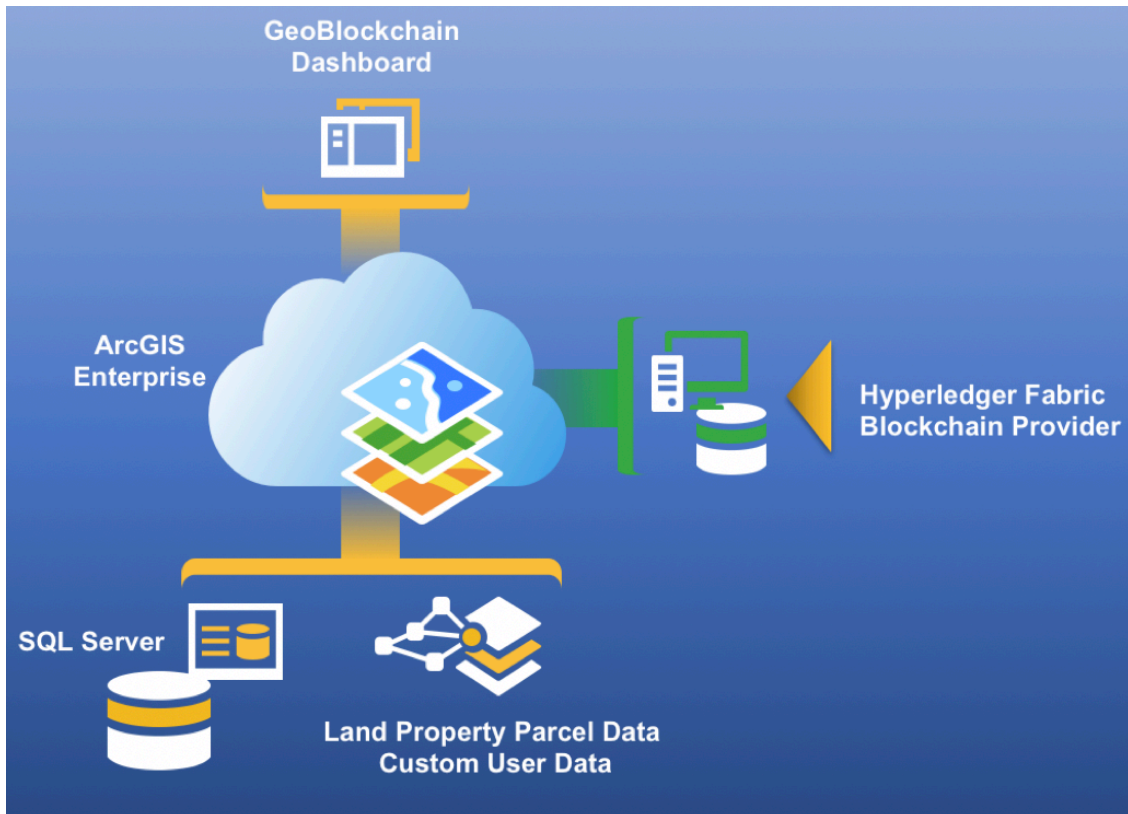 GeoBlockchain
Dashboard
ArcGIS
Enterprise
Hyperledger Fabric
Blockchain Provider
SQL Server
Land Property Parcel Data
Custom User Data